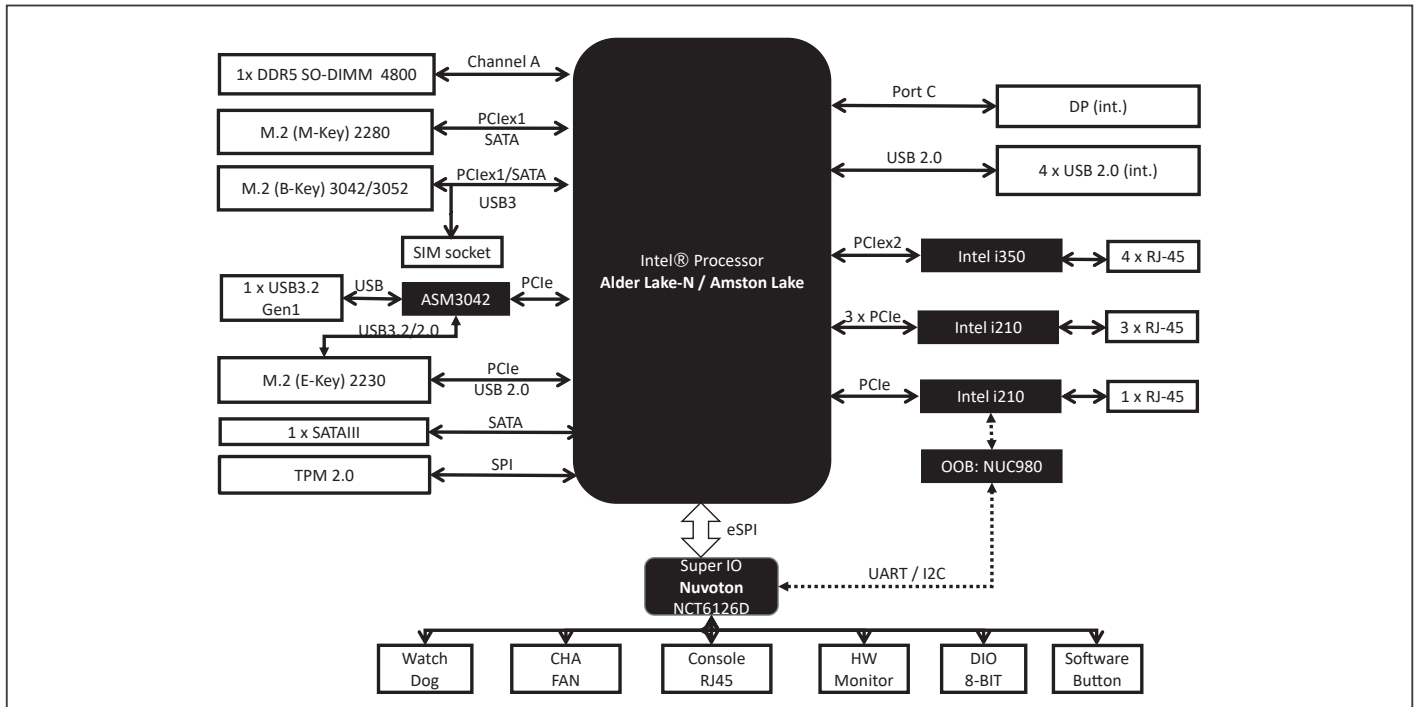 1x DDR5 SO-DIMM 4800
Channel A
M.2 (M-Key) 2280
PCIex1
SATA
M.2 (B-Key) 3042/3052
PCIex1/SATA
USB3
SIM socket
1 x USB3.2
Gen1
USB
ASM3042
PCIe
USB3.2/2.0
M.2 (E-Key) 2230
PCIe
USB 2.0
1 x SATAIII
SATA
TPM 2.0
SPI
Intel® Processor
Alder Lake-N / Amston Lake
Port C
DP (int.)
USB 2.0
4 x USB 2.0 (int.)
PCIex2
Intel i350
4 x RJ-45
3 x PCIe
Intel i210
3 x RJ-45
PCIe
Intel i210
1 x RJ-45
OOB: NUC980
eSPI
Super IO
Nuvoton
NCT6126D
UART / I2C
Watch
Dog
CHA
FAN
Console
RJ45
HW
Monitor
DIO
8-BIT
Software
Button